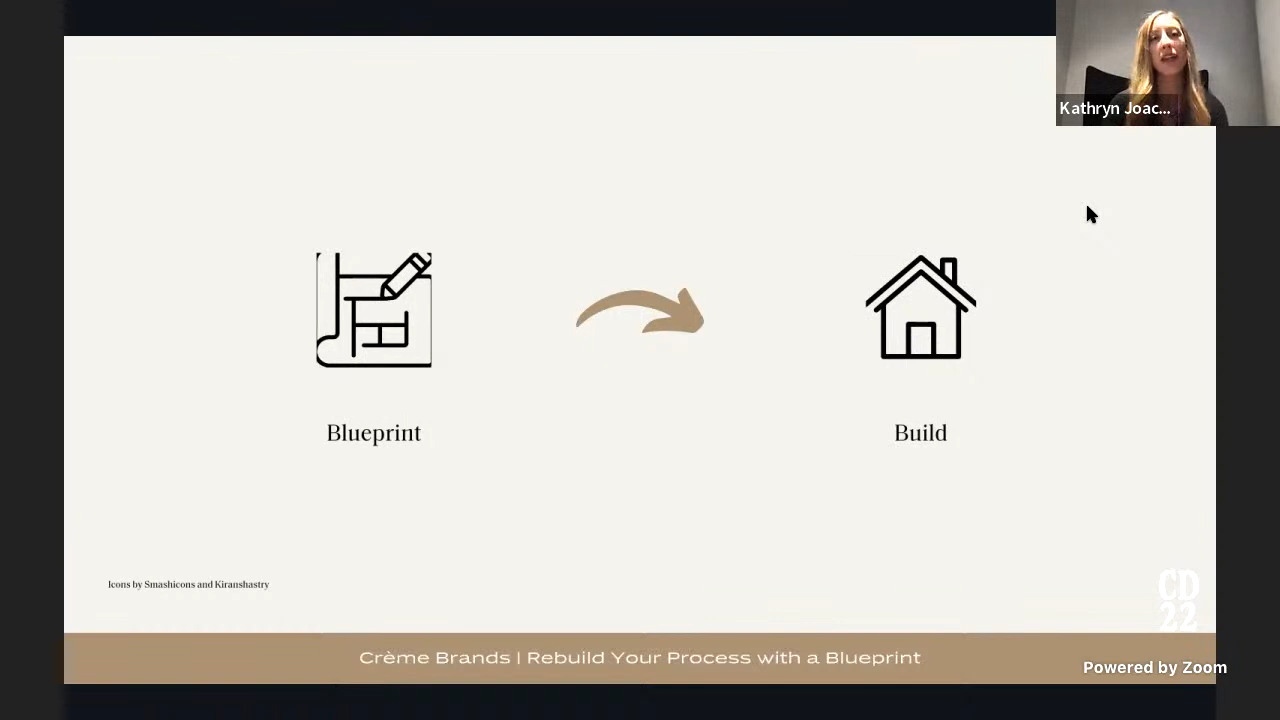 Kathryn Joac...
Blueprint
Build
Icons by Smashicons and Kiranshastry
CD
22
Crème Brands | Rebuild Your Process with a Blueprint
Powered by Zoom